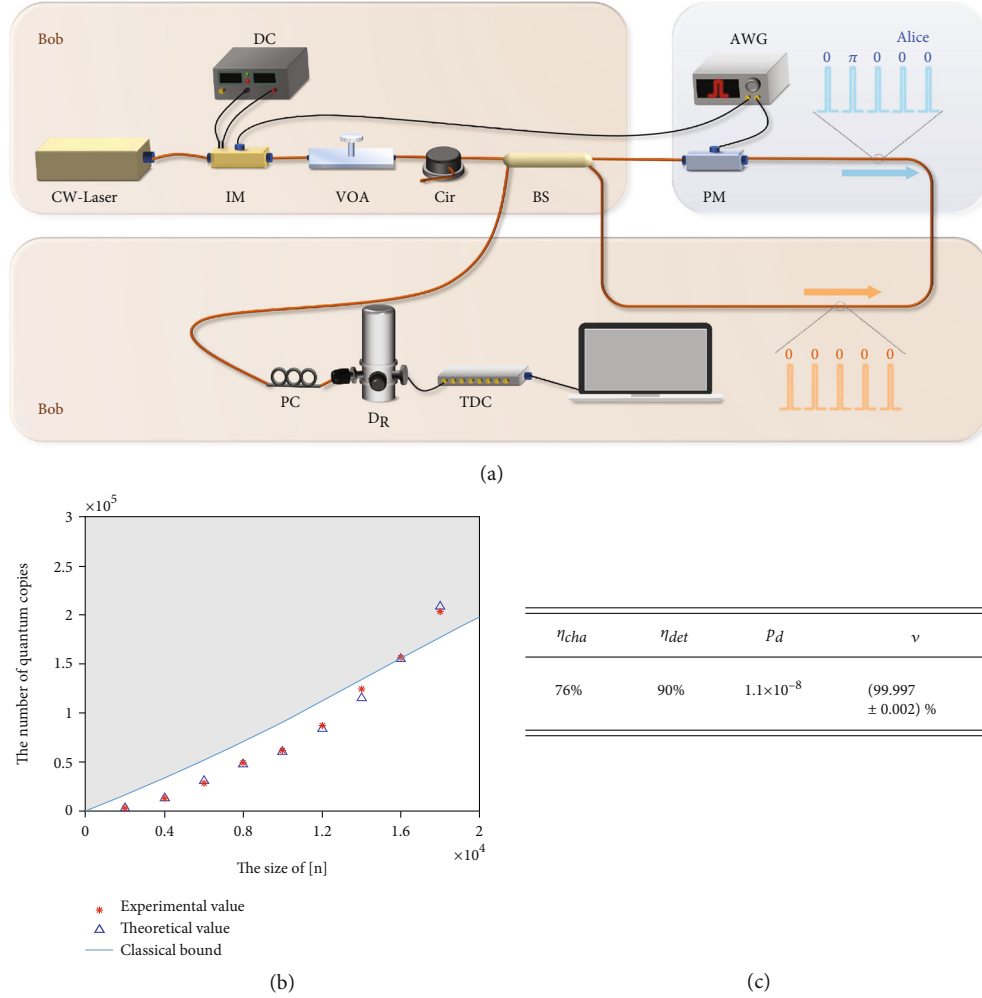 Bob
DC
AWG
Alice
0 π 0 0 0
CW-Laser
IM
VOA
Cir
BS
PM
0 0 0 0 0
PC
D_R
TDC
Bob
(a)
×10^5
3
2.5
2
1.5
1
0.5
0
The number of quantum copies
0 0.4 0.8 1.2 1.6 2
×10^4
The size of [n]
Experimental value
Theoretical value
Classical bound
(b)
η_cha η_det p_d ν
76% 90% 1.1×10^−8 (99.997
± 0.002) %
(c)